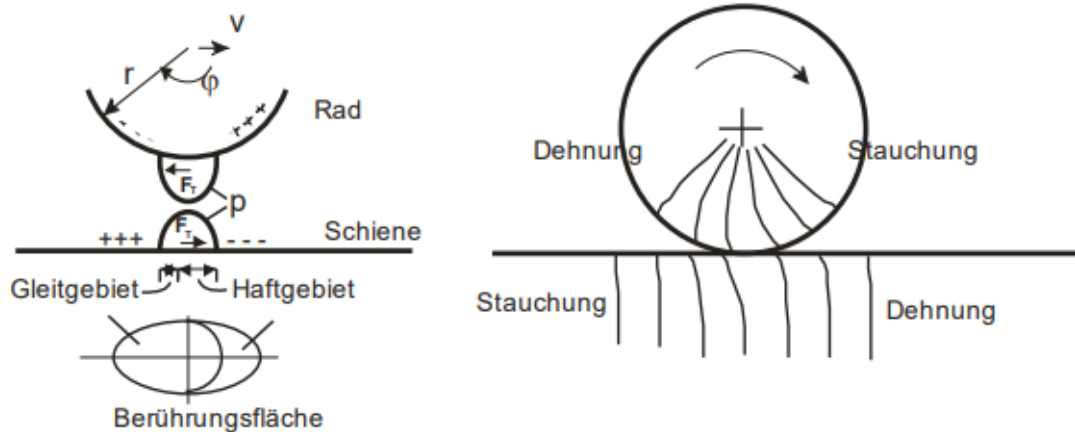 v
r
φ
Rad
- - - -
+++
F_T
p
F_T
+++
- - -
Schiene
Gleitgebiet
Haftgebiet
Berührungsfläche
Dehnung
Stauchung
Stauchung
Dehnung